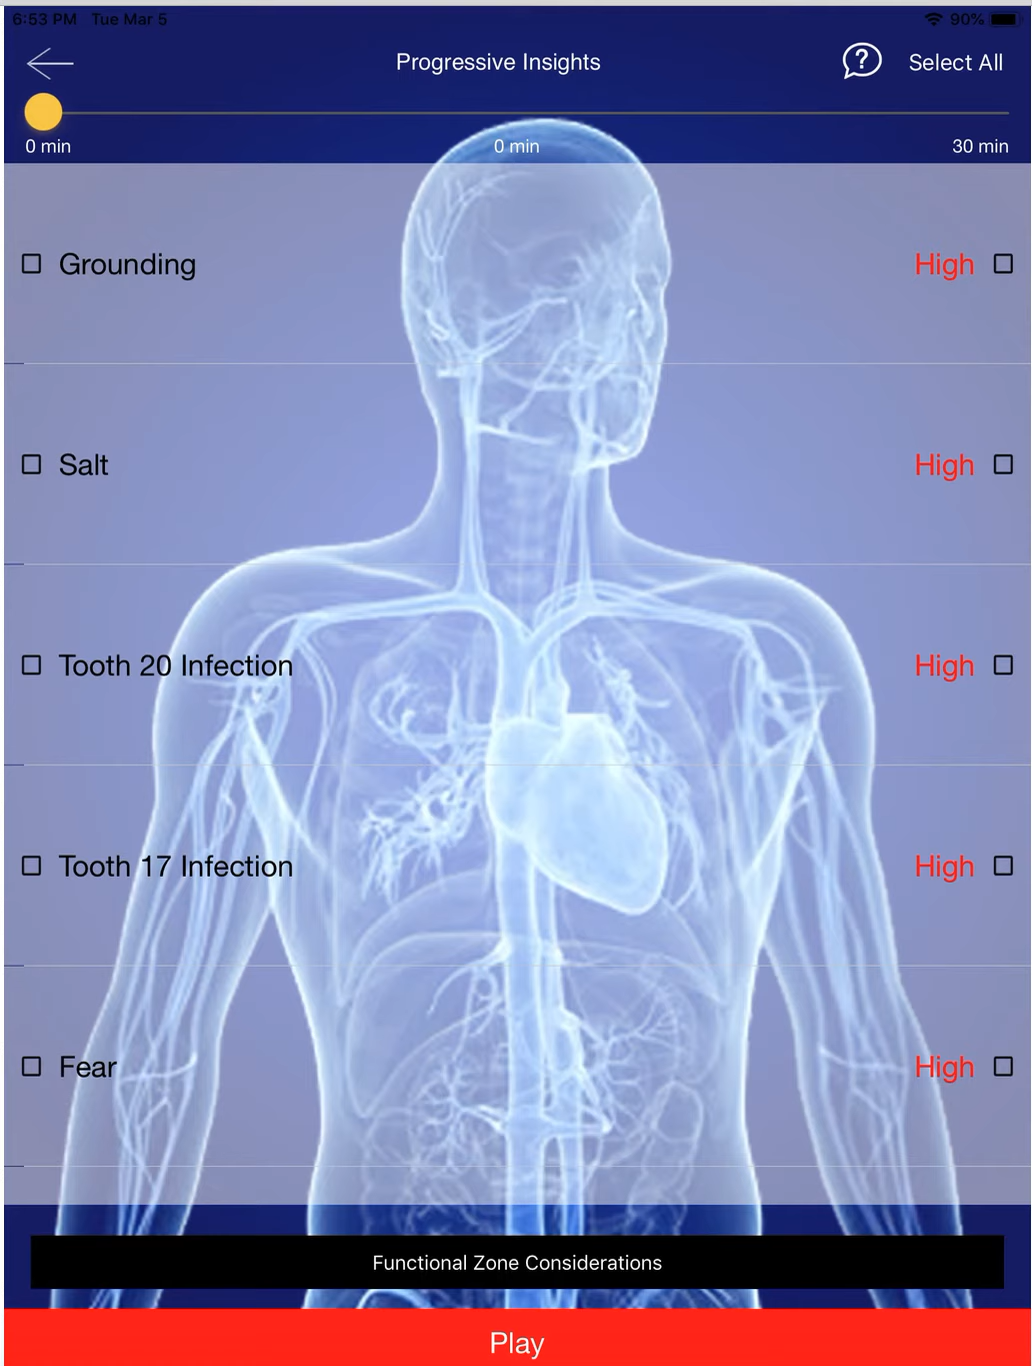 6:53 PM Tue Mar 5 90%
Progressive Insights Select All
0 min 0 min 30 min
Grounding High
Salt High
Tooth 20 Infection High
Tooth 17 Infection High
Fear High
Functional Zone Considerations
Play